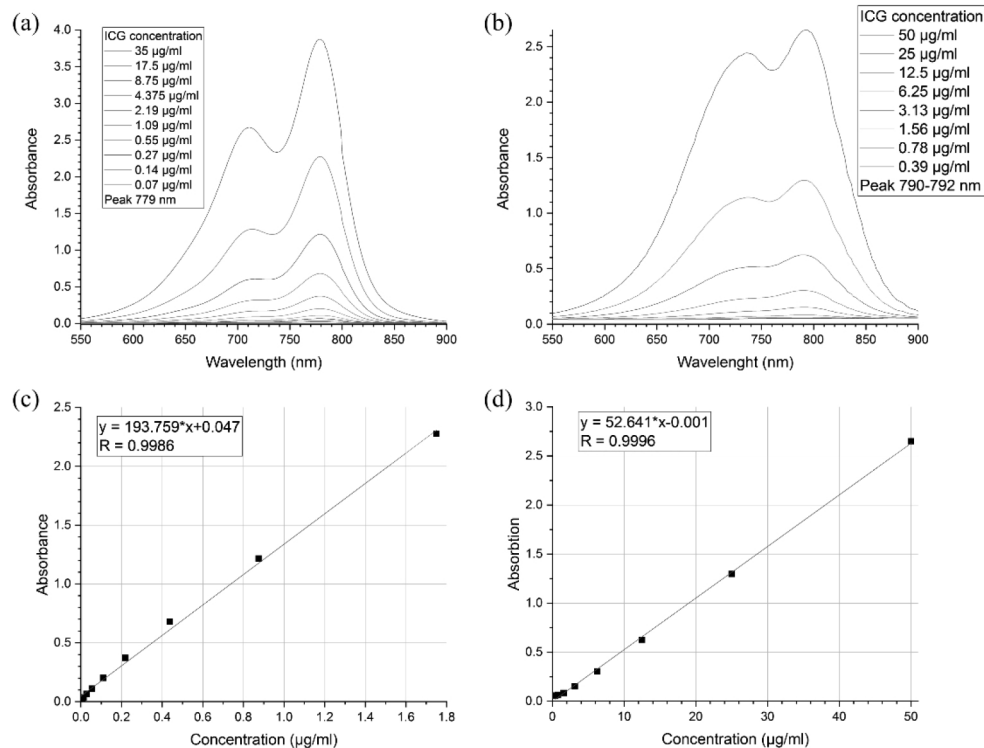 (a)
4.0
3.5
3.0
2.5
2.0
1.5
1.0
0.5
0.0
Absorbance
ICG concentration
35 µg/ml
17.5 µg/ml
8.75 µg/ml
4.375 µg/ml
2.19 µg/ml
1.09 µg/ml
0.55 µg/ml
0.27 µg/ml
0.14 µg/ml
0.07 µg/ml
Peak 779 nm
550 600 650 700 750 800 850 900
Wavelength (nm)
(b)
2.5
2.0
1.5
1.0
0.5
0.0
Absorbance
ICG concentration
50 µg/ml
25 µg/ml
12.5 µg/ml
6.25 µg/ml
3.13 µg/ml
1.56 µg/ml
0.78 µg/ml
0.39 µg/ml
Peak 790-792 nm
550 600 650 700 750 800 850 900
Wavelenght (nm)
(c)
2.5
2.0
1.5
1.0
0.5
0.0
Absorbance
y = 193.759*x+0.047
R = 0.9986
0.0 0.2 0.4 0.6 0.8 1.0 1.2 1.4 1.6 1.8
Concentration (µg/ml)
(d)
3.0
2.5
2.0
1.5
1.0
0.5
0.0
Absorbtion
y = 52.641*x-0.001
R = 0.9996
0 10 20 30 40 50
Concentration (µg/ml)